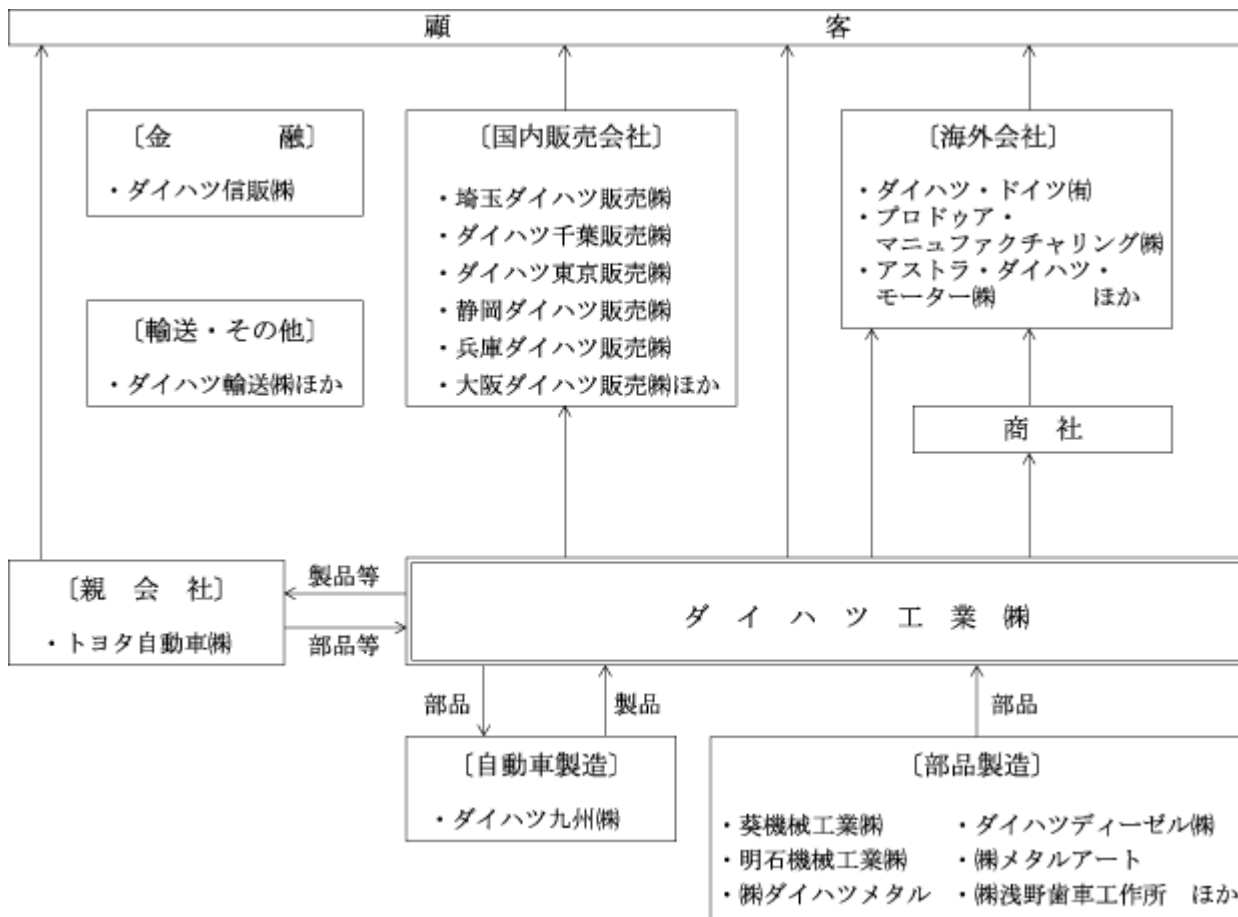 顧 客
〔金 融〕
・ダイハツ信販㈱
〔輸送・その他〕
・ダイハツ輸送㈱ほか
〔国内販売会社〕
・埼玉ダイハツ販売㈱
・ダイハツ千葉販売㈱
・ダイハツ東京販売㈱
・静岡ダイハツ販売㈱
・兵庫ダイハツ販売㈱
・大阪ダイハツ販売㈱ほか
〔海外会社〕
・ダイハツ・ドイツ㈲
・プロドゥア・
マニュファクチャリング㈱
・アストラ・ダイハツ・
モーター㈱ ほか
商 社
〔親 会 社〕
・トヨタ自動車㈱
製品等
部品等
ダ イ ハ ツ 工 業 ㈱
部品
製品
部品
〔自動車製造〕
・ダイハツ九州㈱
〔部品製造〕
・葵機械工業㈱ ・ダイハツディーゼル㈱
・明石機械工業㈱ ・㈱メタルアート
・㈱ダイハツメタル ・㈱浅野歯車工作所 ほか